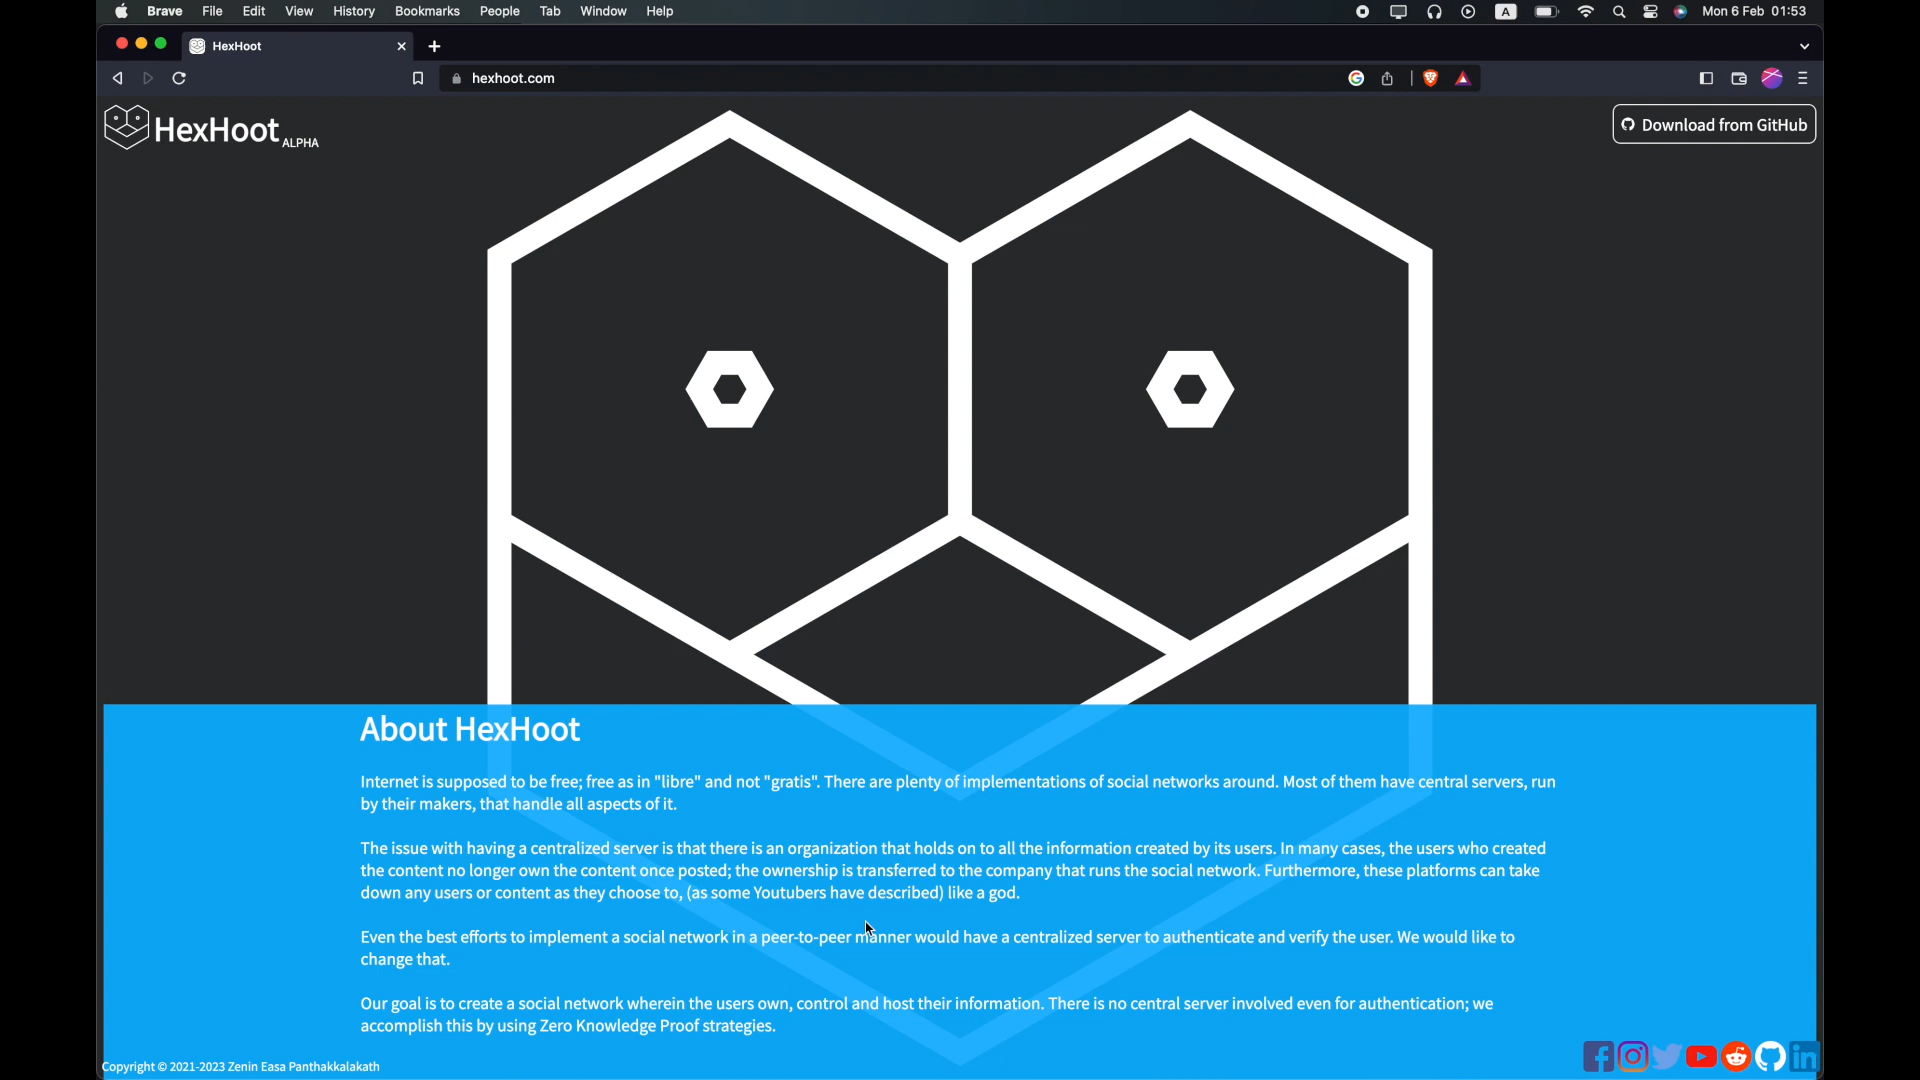 Brave File Edit View History Bookmarks People Tab Window Help
A
Mon 6 Feb 01:53
HexHoot
hexhoot.com
HexHoot ALPHA
Download from GitHub
About HexHoot
Internet is supposed to be free; free as in "libre" and not "gratis". There are plenty of implementations of social networks around. Most of them have central servers, run
by their makers, that handle all aspects of it.
The issue with having a centralized server is that there is an organization that holds on to all the information created by its users. In many cases, the users who created
the content no longer own the content once posted; the ownership is transferred to the company that runs the social network. Furthermore, these platforms can take
down any users or content as they choose to, (as some Youtubers have described) like a god.
Even the best efforts to implement a social network in a peer-to-peer manner would have a centralized server to authenticate and verify the user. We would like to
change that.
Our goal is to create a social network wherein the users own, control and host their information. There is no central server involved even for authentication; we
accomplish this by using Zero Knowledge Proof strategies.
Copyright © 2021-2023 Zenin Easa Panthakkalakath